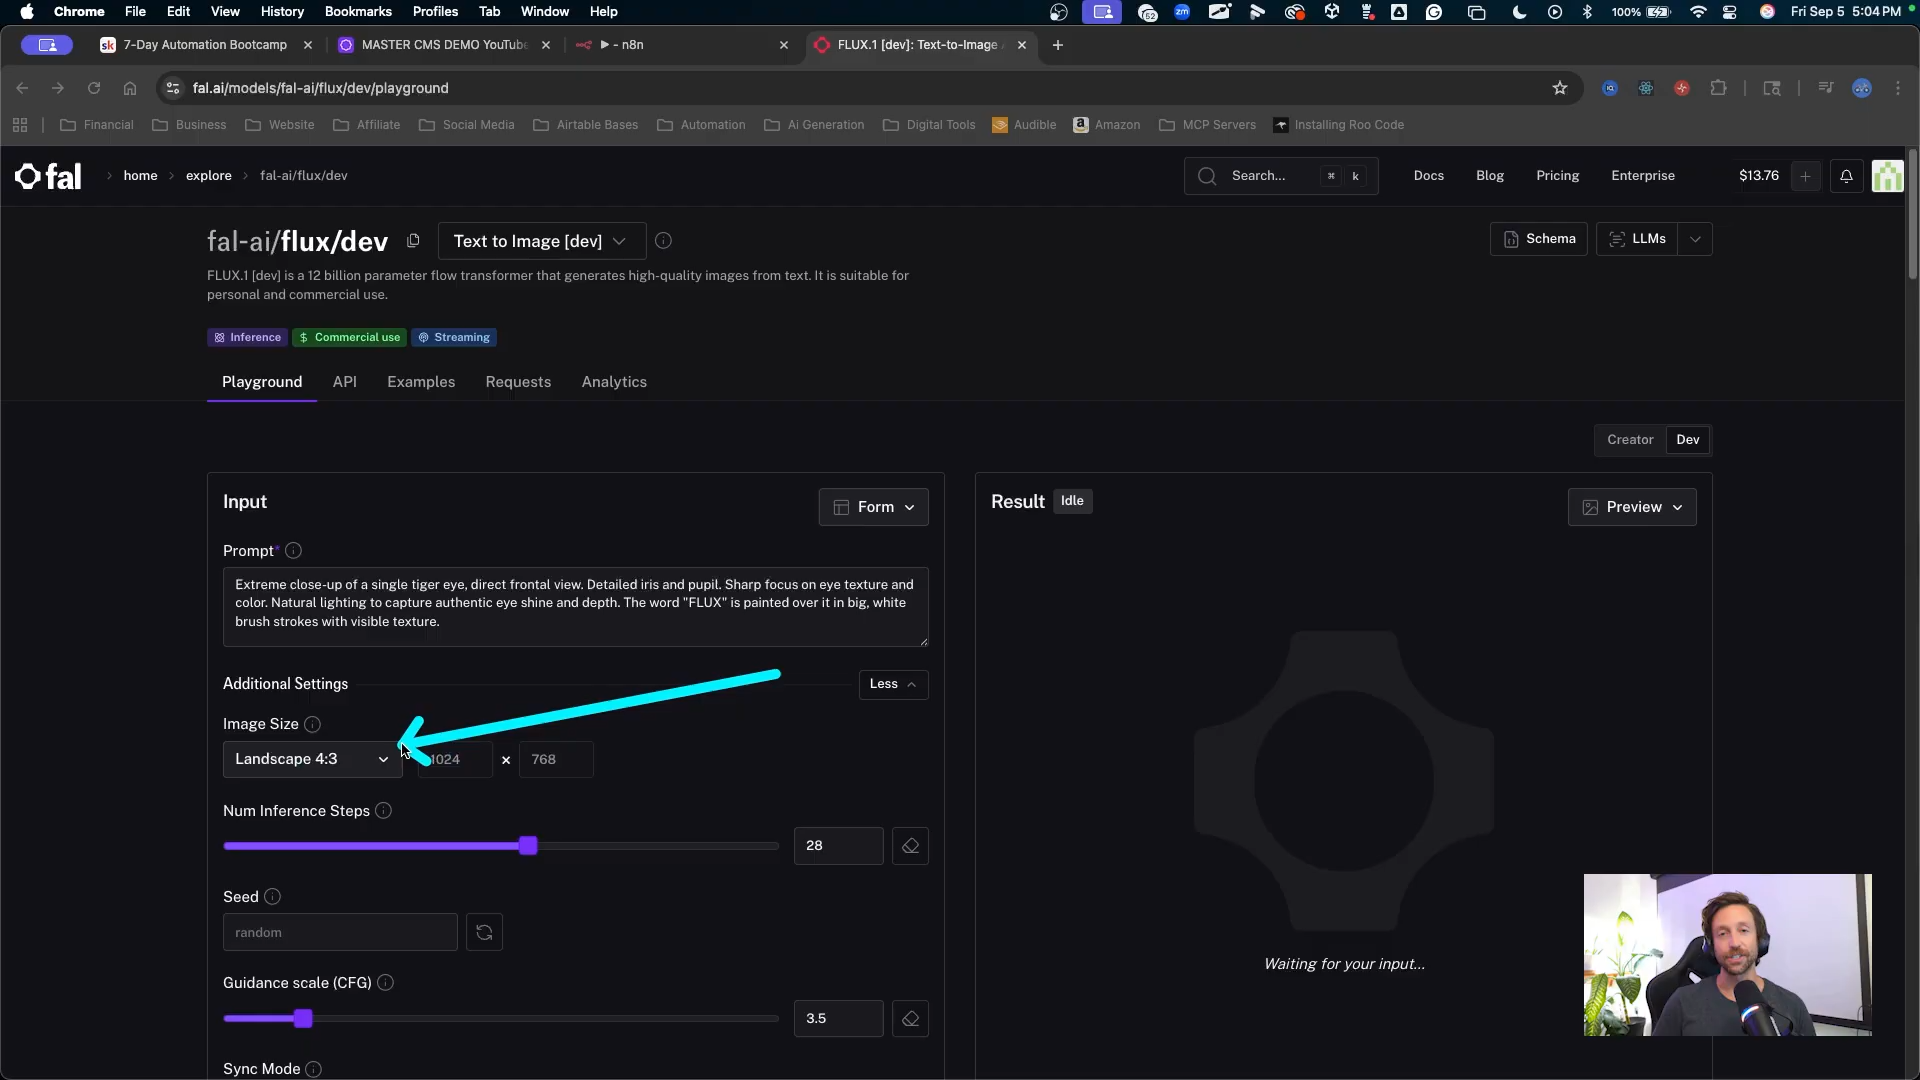 Chrome File Edit View History Bookmarks Profiles Tab Window Help 52 zm 100% Fri Sep 5 5:04 PM
sk 7-Day Automation Bootcamp MASTER CMS DEMO YouTube - n8n FLUX.1 [dev]: Text-to-Image
fal.ai/models/fal-ai/flux/dev/playground
Financial Business Website Affiliate Social Media Airtable Bases Automation Ai Generation Digital Tools Audible Amazon MCP Servers Installing Roo Code
fal home explore fal-ai/flux/dev Search... ⌘ k Docs Blog Pricing Enterprise $13.76 +
fal-ai/flux/dev Text to Image [dev] Schema LLMs
FLUX.1 [dev] is a 12 billion parameter flow transformer that generates high-quality images from text. It is suitable for
personal and commercial use.
Inference Commercial use Streaming
Playground API Examples Requests Analytics
Creator Dev
Input Form
Result Idle Preview
Prompt*
Extreme close-up of a single tiger eye, direct frontal view. Detailed iris and pupil. Sharp focus on eye texture and
color. Natural lighting to capture authentic eye shine and depth. The word "FLUX" is painted over it in big, white
brush strokes with visible texture.
Additional Settings Less
Image Size
Landscape 4:3 1024 × 768
Num Inference Steps
28
Seed
random
Guidance scale (CFG)
3.5
Sync Mode
Waiting for your input...